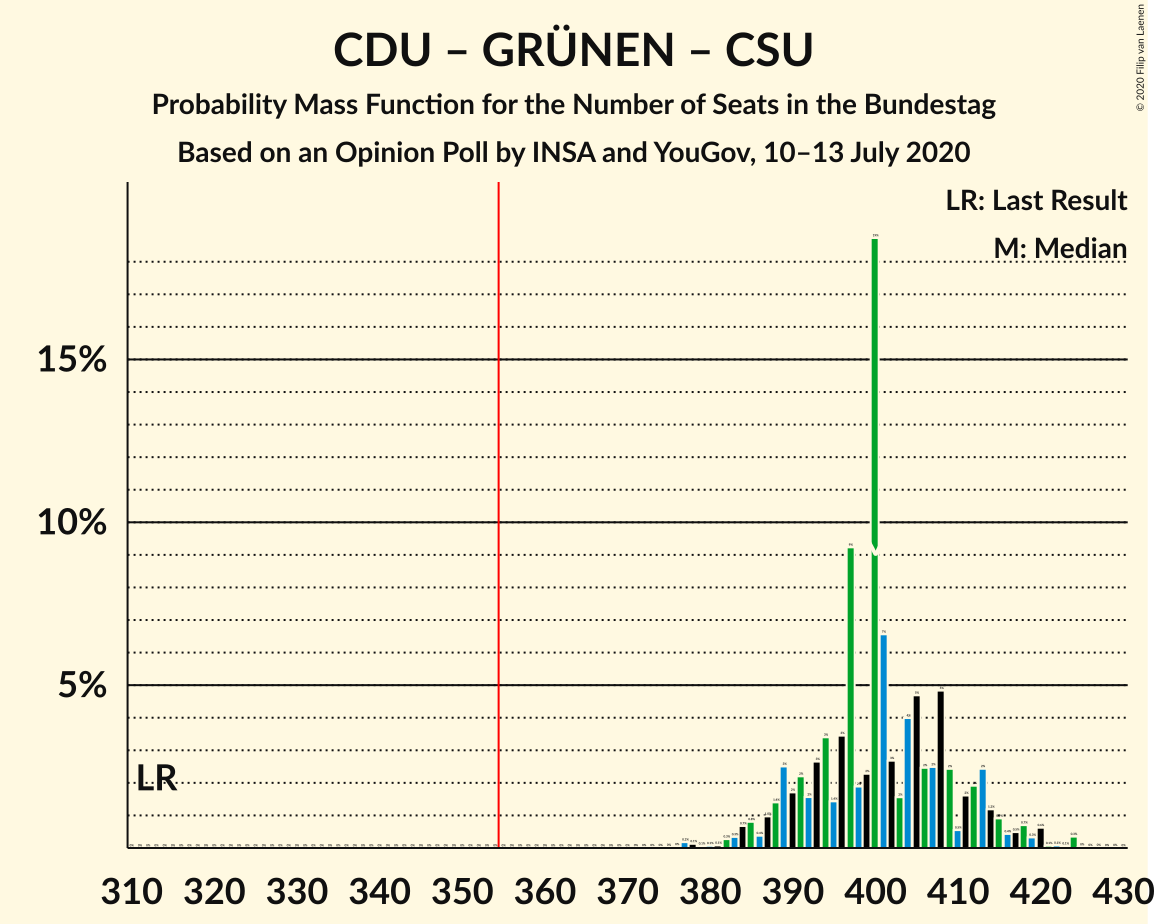 CDU – GRÜNEN – CSU
Probability Mass Function for the Number of Seats in the Bundestag
Based on an Opinion Poll by INSA and YouGov, 10–13 July 2020
© 2020 Filip van Laenen
LR: Last Result
M: Median
15%
10%
5%
LR
310 320 330 340 350 360 370 380 390 400 410 420 430